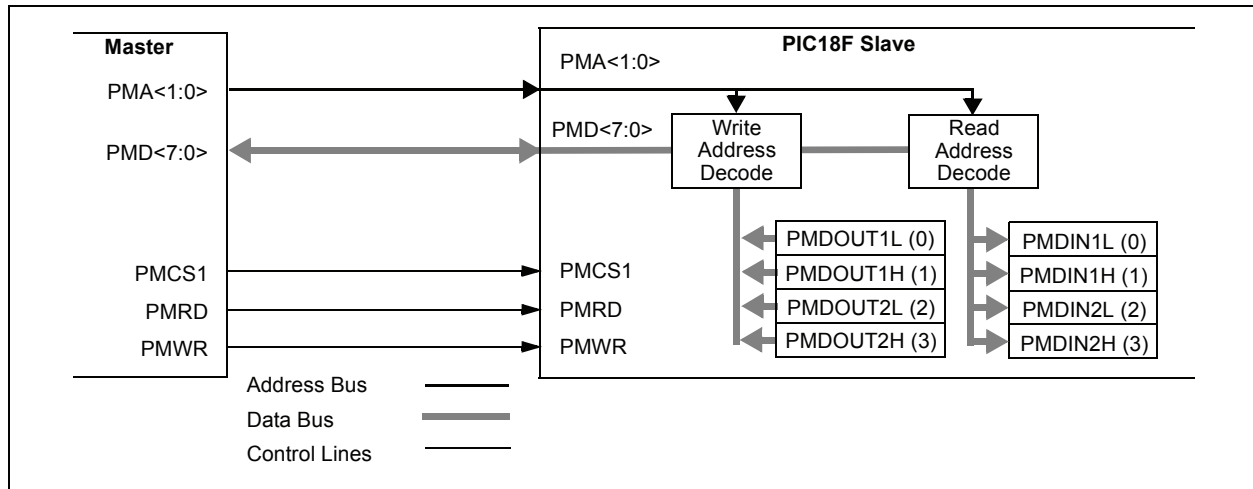 Master
PIC18F Slave
PMA<1:0>
PMA<1:0>
PMD<7:0>
PMD<7:0>
Write
Address
Decode
Read
Address
Decode
PMDOUT1L (0)
PMDOUT1H (1)
PMDOUT2L (2)
PMDOUT2H (3)
PMDIN1L (0)
PMDIN1H (1)
PMDIN2L (2)
PMDIN2H (3)
PMCS1
PMCS1
PMRD
PMRD
PMWR
PMWR
Address Bus
Data Bus
Control Lines